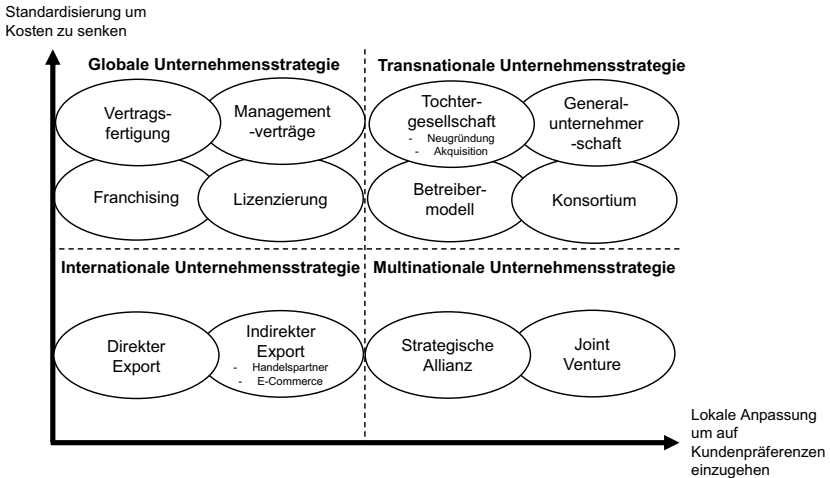 Standardisierung um
Kosten zu senken
Globale Unternehmensstrategie
Transnationale Unternehmensstrategie
Vertrags-
fertigung
Management
-verträge
Tochter-
gesellschaft
- Neugründung
- Akquisition
General-
unternehmer
-schaft
Franchising
Lizenzierung
Betreiber-
modell
Konsortium
Internationale Unternehmensstrategie
Multinationale Unternehmensstrategie
Direkter
Export
Indirekter
Export
- Handelspartner
- E-Commerce
Strategische
Allianz
Joint
Venture
Lokale Anpassung
um auf
Kundenpräferenzen
einzugehen